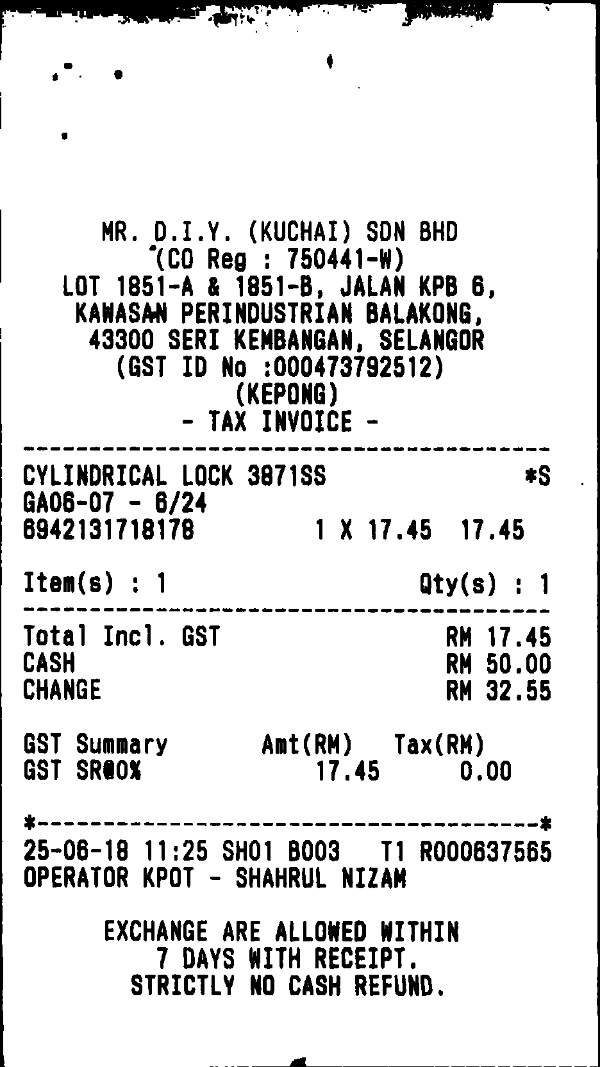 MR. D.I.Y. (KUCHAI) SDN BHD
(CO Reg : 750441-W)
LOT 1851-A & 1851-B, JALAN KPB 6,
KAWASAN PERINDUSTRIAN BALAKONG,
43300 SERI KEMBANGAN, SELANGOR
(GST ID No :000473792512)
(KEPONG)
- TAX INVOICE -
CYLINDRICAL LOCK 3871SS *S
GA06-07 - 6/24
6942131718178 1 X 17.45 17.45
Item(s) : 1 Qty(s) : 1
Total Incl. GST RM 17.45
CASH RM 50.00
CHANGE RM 32.55
GST Summary Amt(RM) Tax(RM)
GST SR@0% 17.45 0.00
*--------------------------------------*
25-06-18 11:25 SH01 B003 T1 R000637565
OPERATOR KPOT - SHAHRUL NIZAM
EXCHANGE ARE ALLOWED WITHIN
7 DAYS WITH RECEIPT.
STRICTLY NO CASH REFUND.